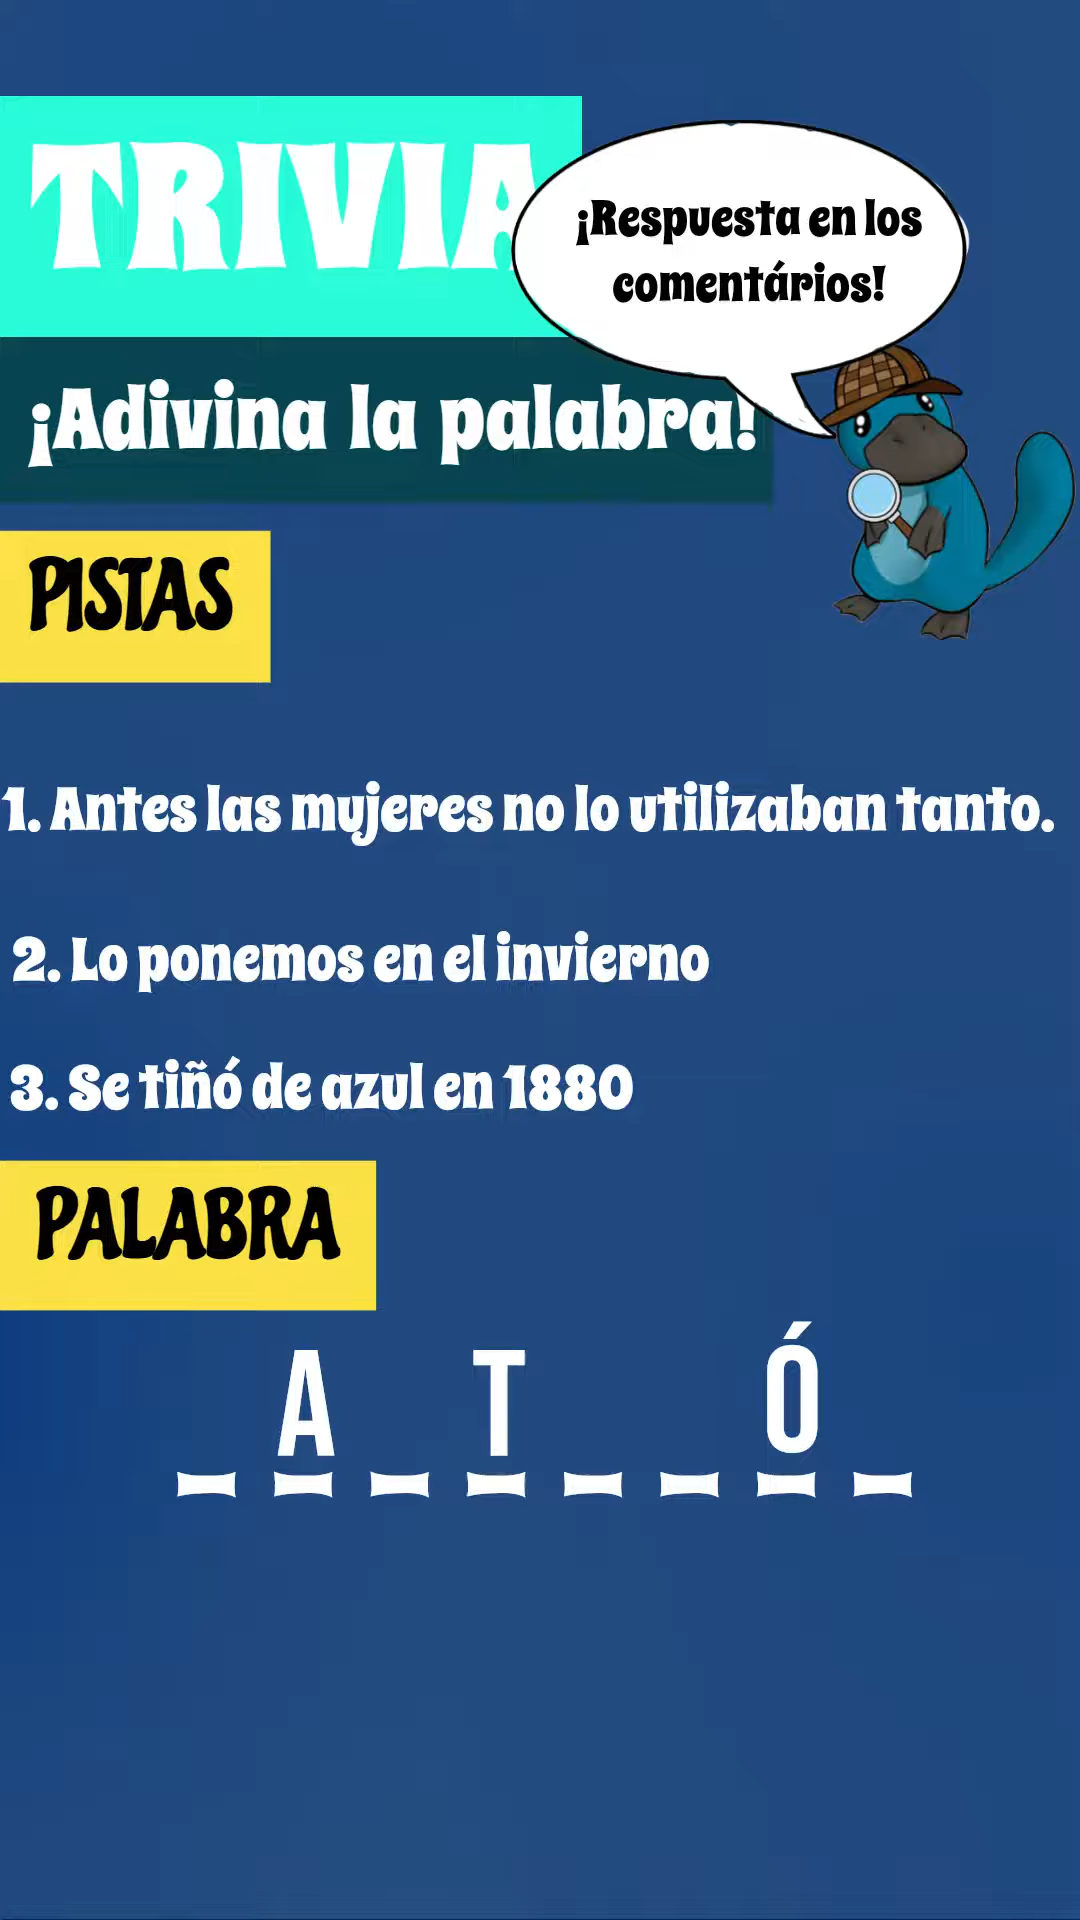 TRIVIA
¡Respuesta en los
comentários!
¡Adivina la palabra!
PISTAS
1. Antes las mujeres no lo utilizaban tanto.
2. Lo ponemos en el invierno
3. Se tiñó de azul en 1880
PALABRA
_ A _ T _ _ Ó _